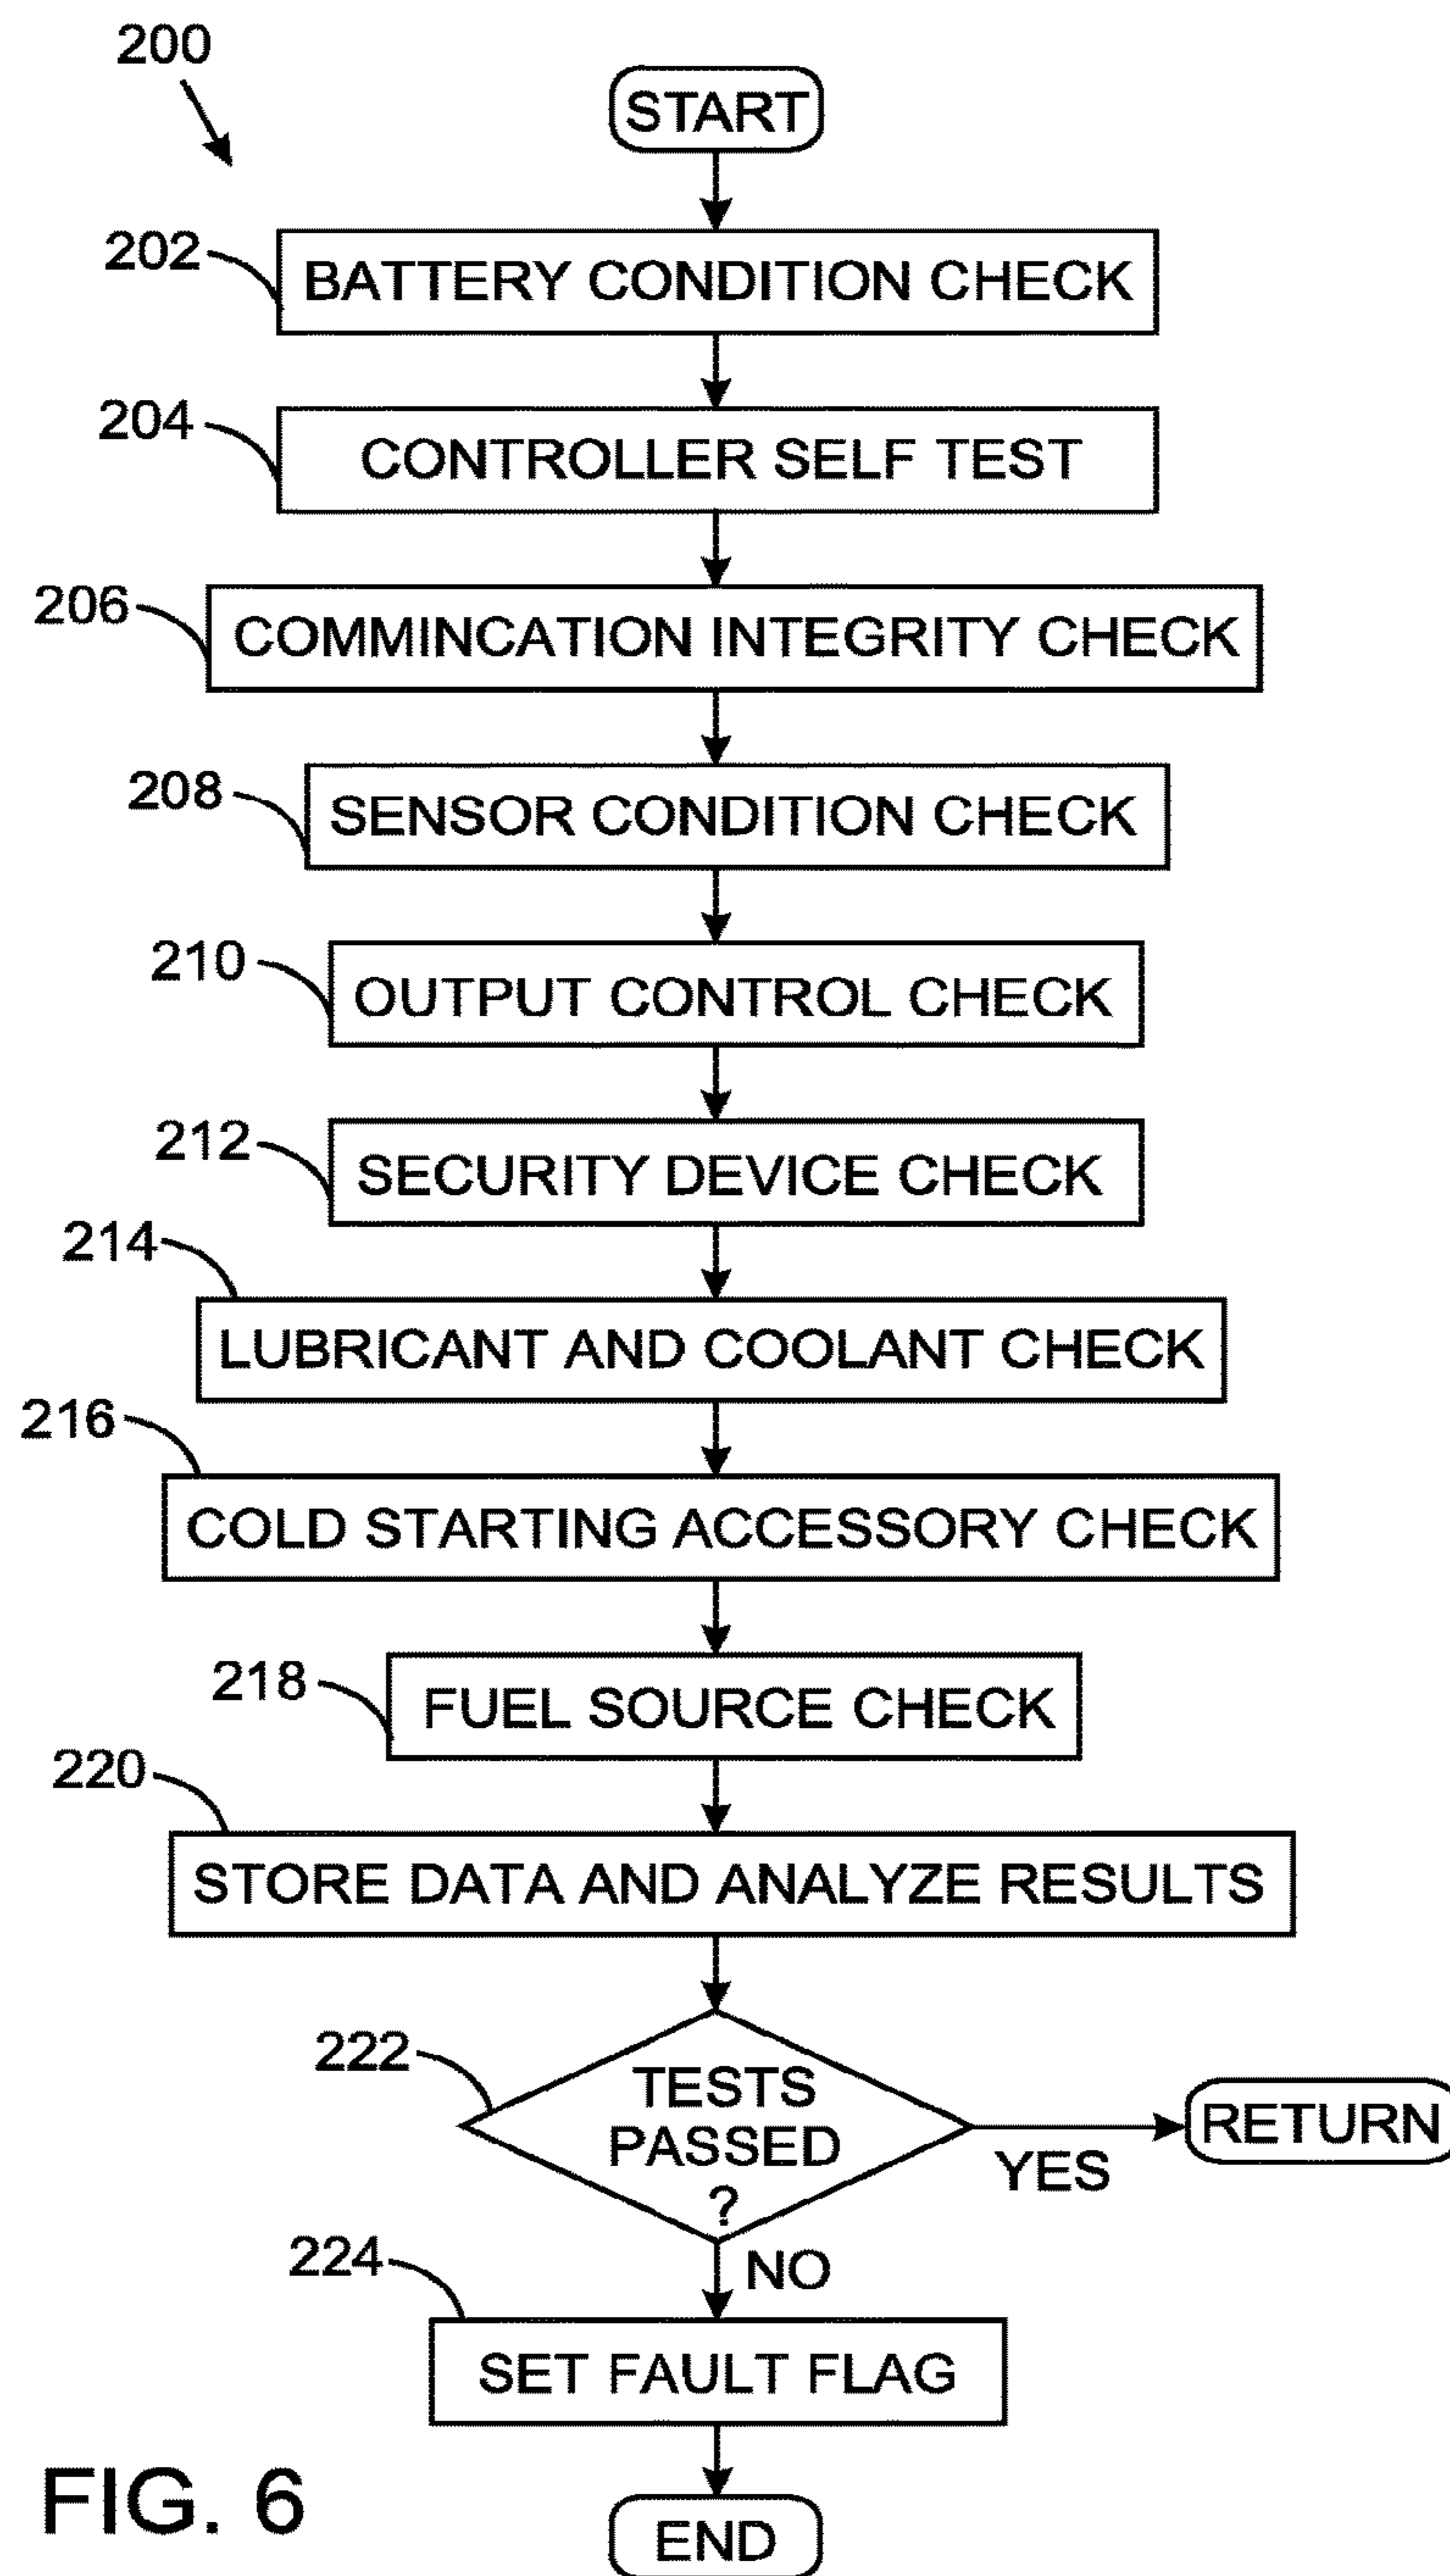 200
START
202
BATTERY CONDITION CHECK
204
CONTROLLER SELF TEST
206
COMMINCATION INTEGRITY CHECK
208
SENSOR CONDITION CHECK
210
OUTPUT CONTROL CHECK
212
SECURITY DEVICE CHECK
214
LUBRICANT AND COOLANT CHECK
216
COLD STARTING ACCESSORY CHECK
218
FUEL SOURCE CHECK
220
STORE DATA AND ANALYZE RESULTS
222
TESTS
PASSED
?
YES
RETURN
NO
224
SET FAULT FLAG
END
FIG. 6